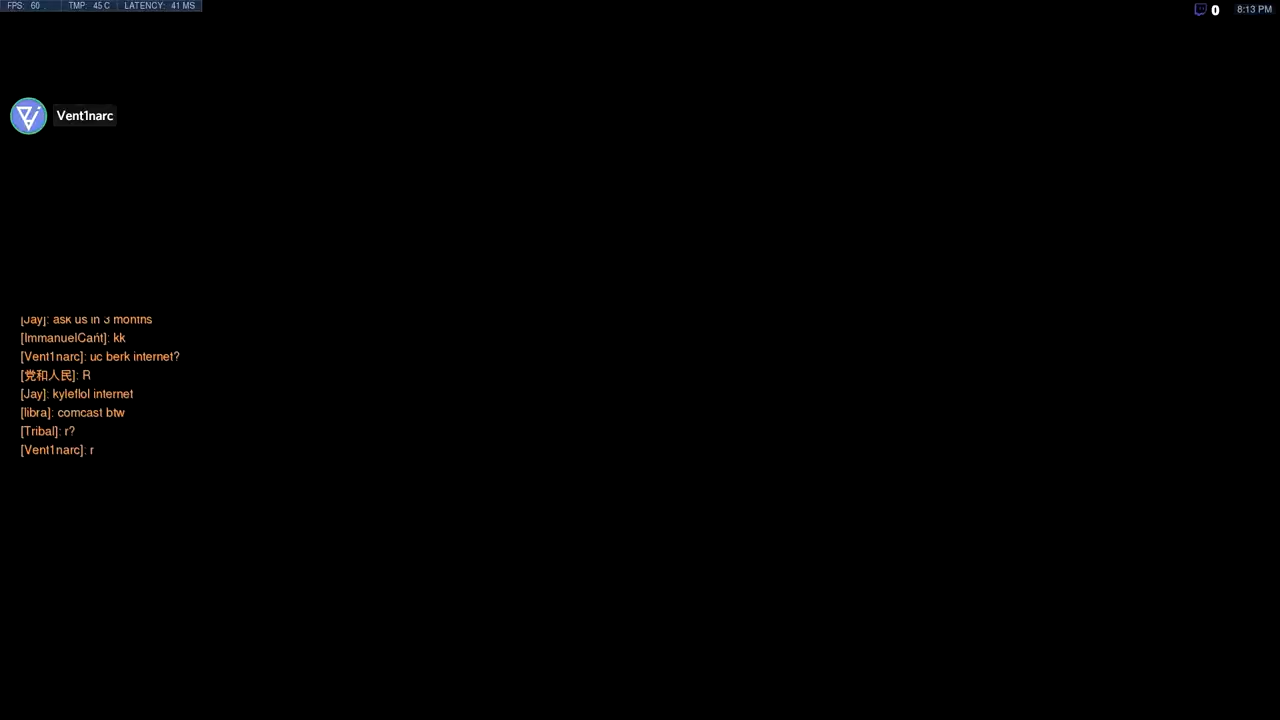 FPS: 60 TMP: 45 C LATENCY: 41 MS
0 8:13 PM
Vent1narc
[Jay]: ask us in 3 months
[ImmanuelCańt]: kk
[Vent1narc]: uc berk internet?
[党和人民]: R
[Jay]: kyleflol internet
[libra]: comcast btw
[Tribal]: r?
[Vent1narc]: r